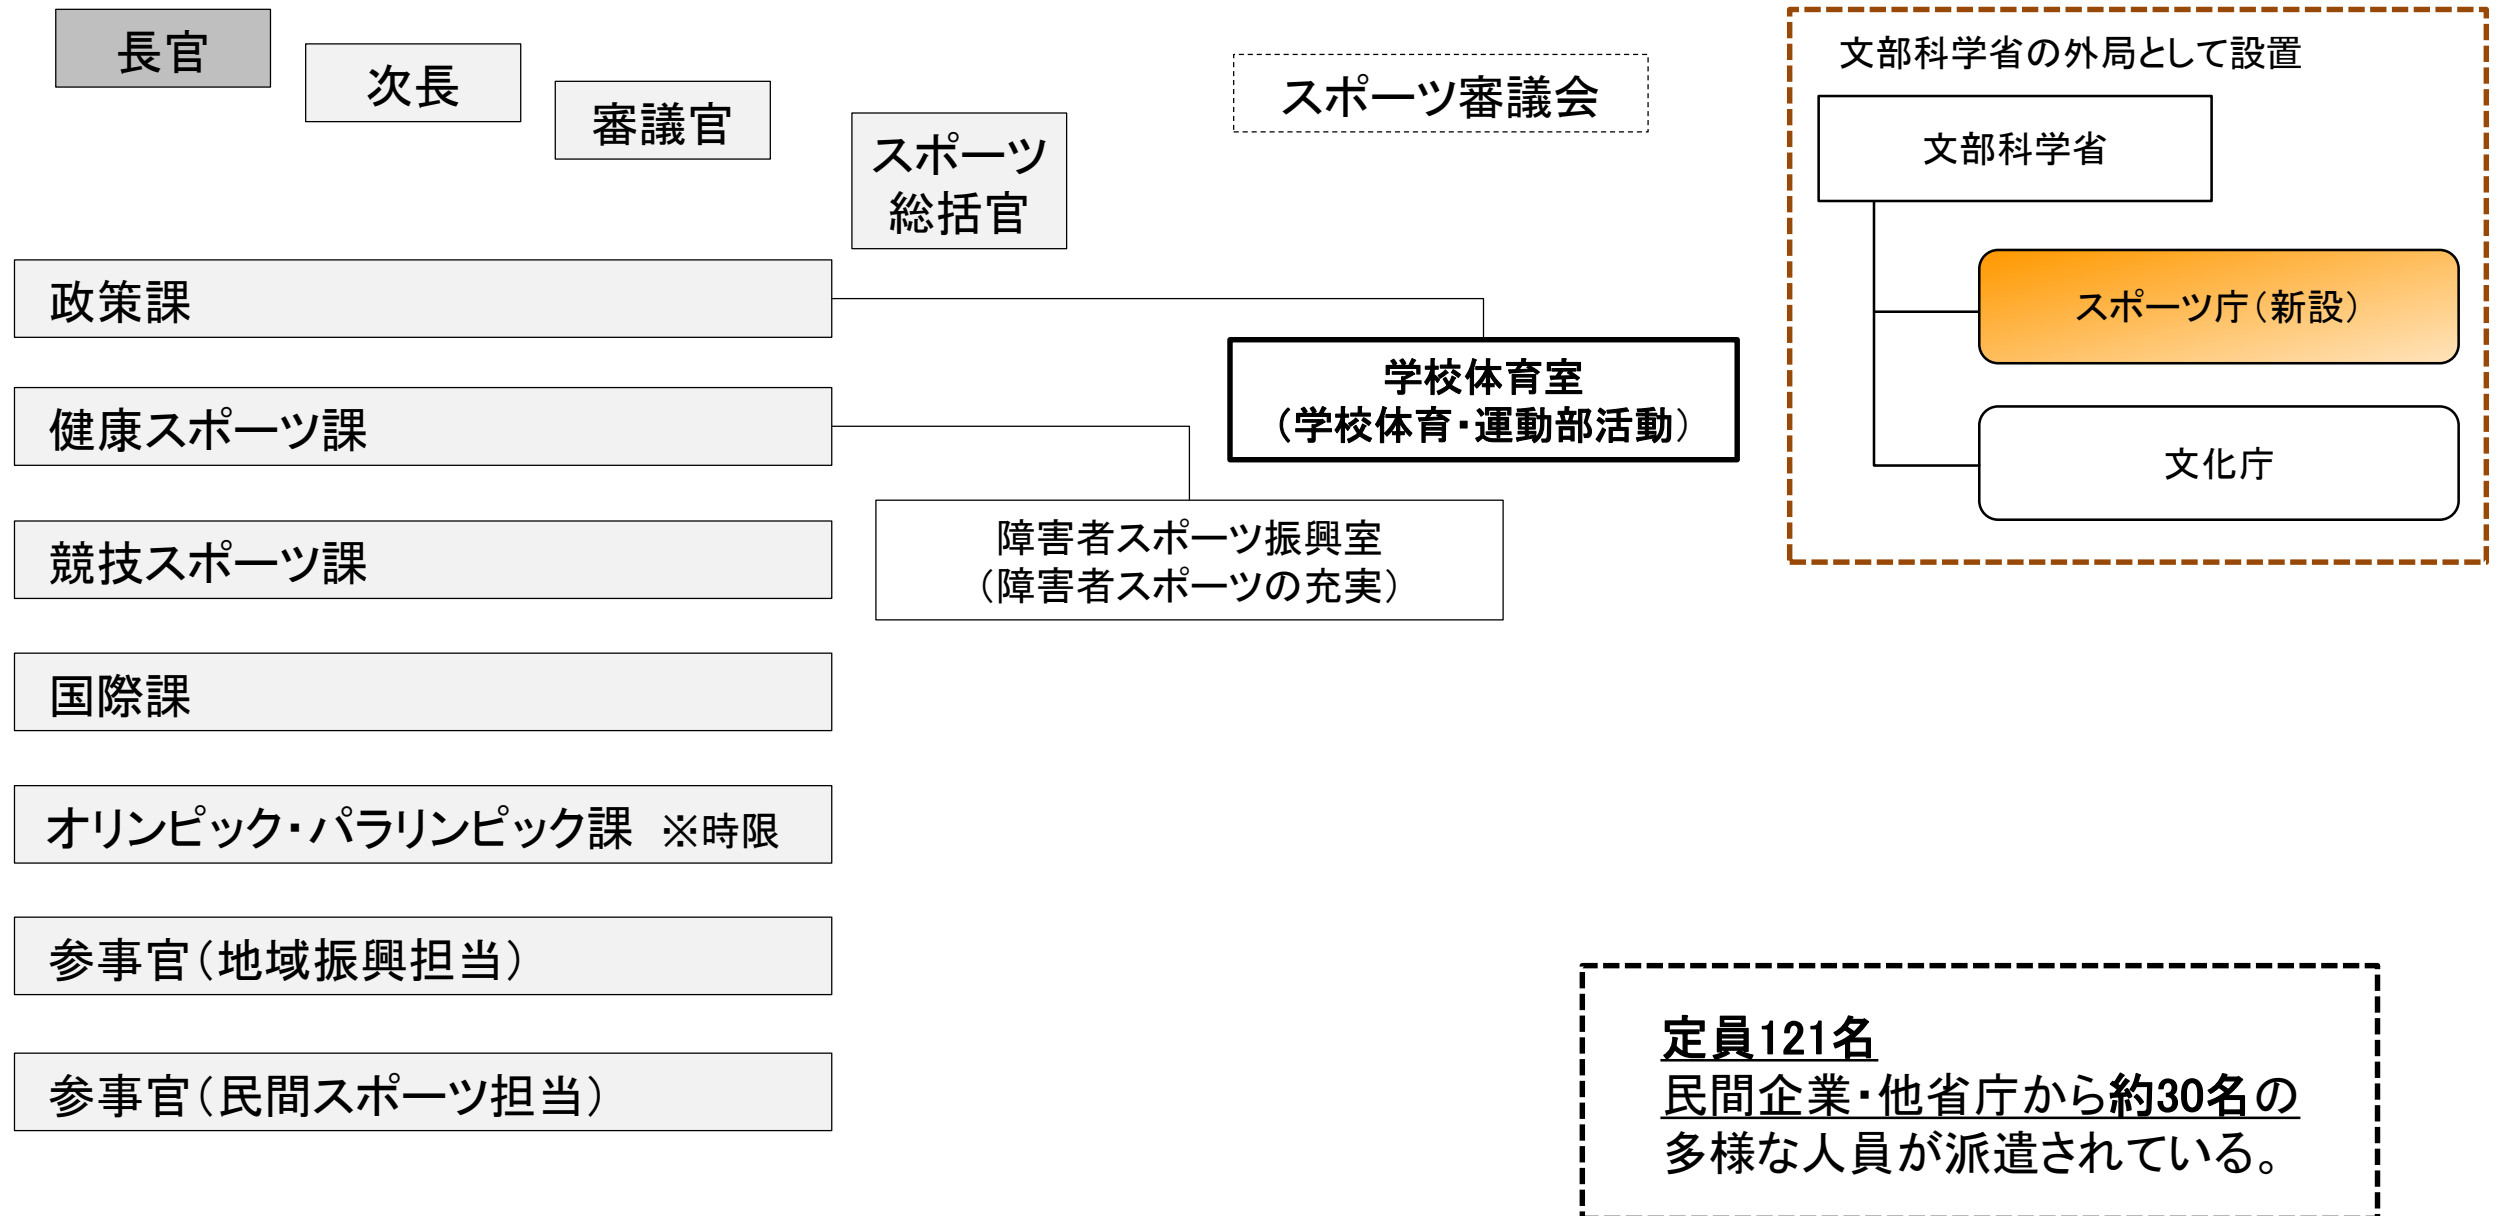 長官
次長
審議官
スポーツ
総括官
スポーツ審議会
文部科学省の外局として設置
文部科学省
スポーツ庁（新設）
文化庁
政策課
学校体育室
（学校体育・運動部活動）
健康スポーツ課
障害者スポーツ振興室
（障害者スポーツの充実）
競技スポーツ課
国際課
オリンピック・パラリンピック課　※時限
参事官（地域振興担当）
参事官（民間スポーツ担当）
定員121名
民間企業・他省庁から約30名の
多様な人員が派遣されている。